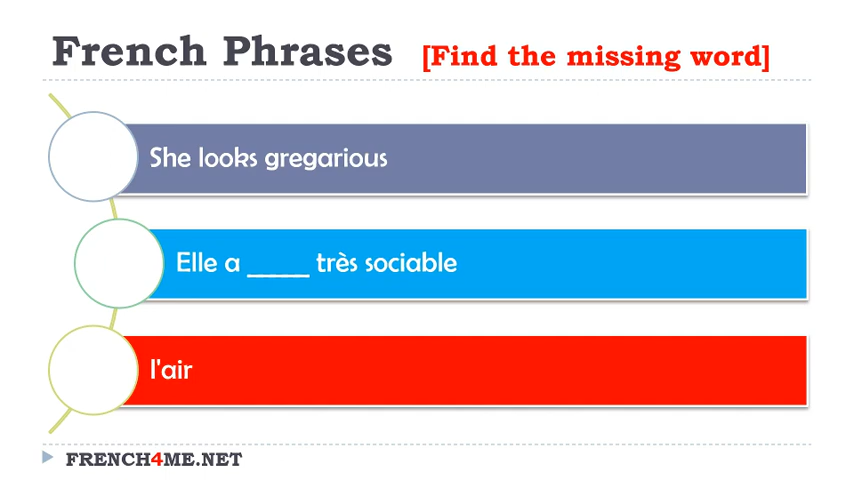 French Phrases [Find the missing word]
She looks gregarious
Elle a _____ très sociable
l'air
FRENCH4ME.NET